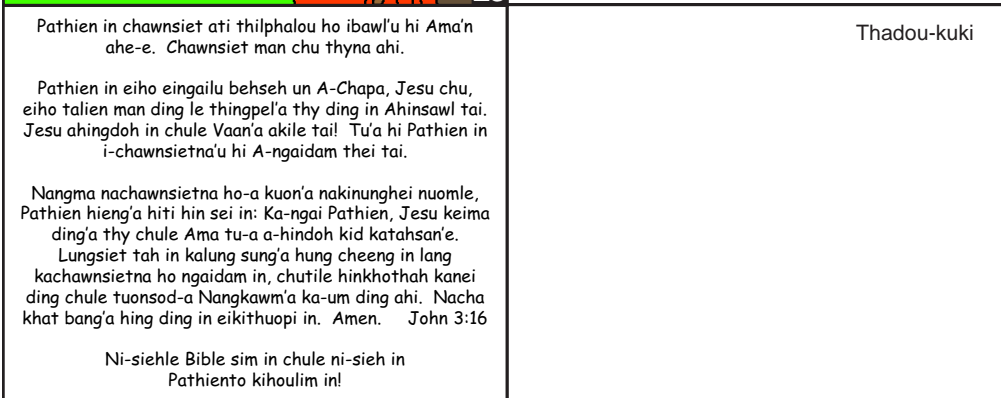 Pathien in chawnsiet ati thilphalou ho ibawl'u hi Ama'n
ahe-e. Chawnsiet man chu thyna ahi.
Pathien in eiho eingailu behseh un A-Chapa, Jesu chu,
eiho talien man ding le thingpel'a thy ding in Ahinsawl tai.
Jesu ahingdoh in chule Vaan'a akile tai! Tu'a hi Pathien in
i-chawnsietna'u hi A-ngaidam thei tai.
Nangma nachawnsietna ho-a kuon'a nakinunghei nuomle,
Pathien hieng'a hiti hin sei in: Ka-ngai Pathien, Jesu keima
ding'a thy chule Ama tu-a a-hindoh kid katahsan'e.
Lungsiet tah in kalung sung'a hung cheeng in lang
kachawnsietna ho ngaidam in, chutile hinkhothah kanei
ding chule tuonsod-a Nangkawm'a ka-um ding ahi. Nacha
khat bang'a hing ding in eikithuopi in. Amen. John 3:16
Ni-siehle Bible sim in chule ni-sieh in
Pathiento kihoulim in!
Thadou-kuki